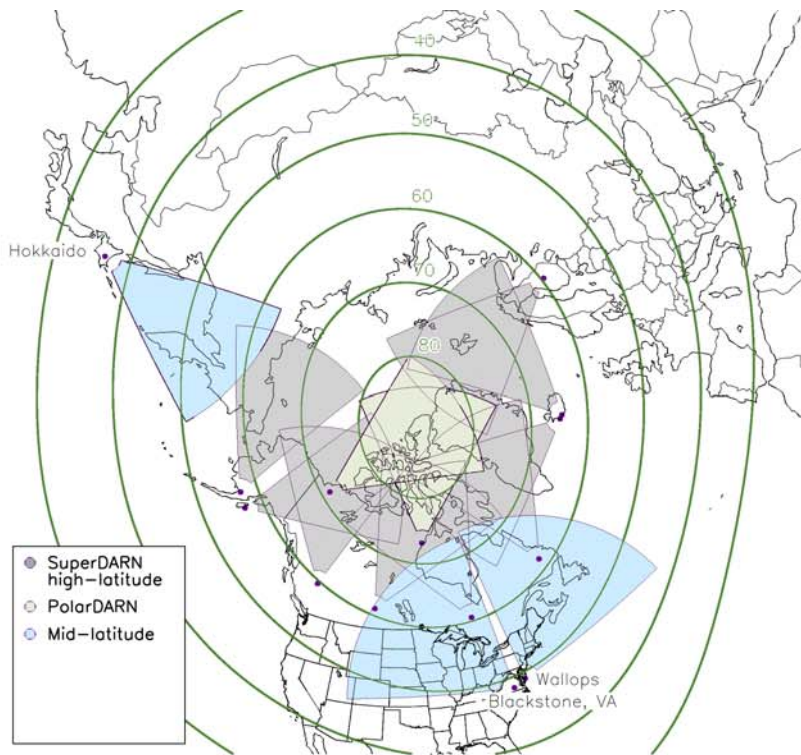 40
50
60
70
80
Hokkaido
SuperDARN
high-latitude
PolarDARN
Mid-latitude
Wallops
Blackstone, VA